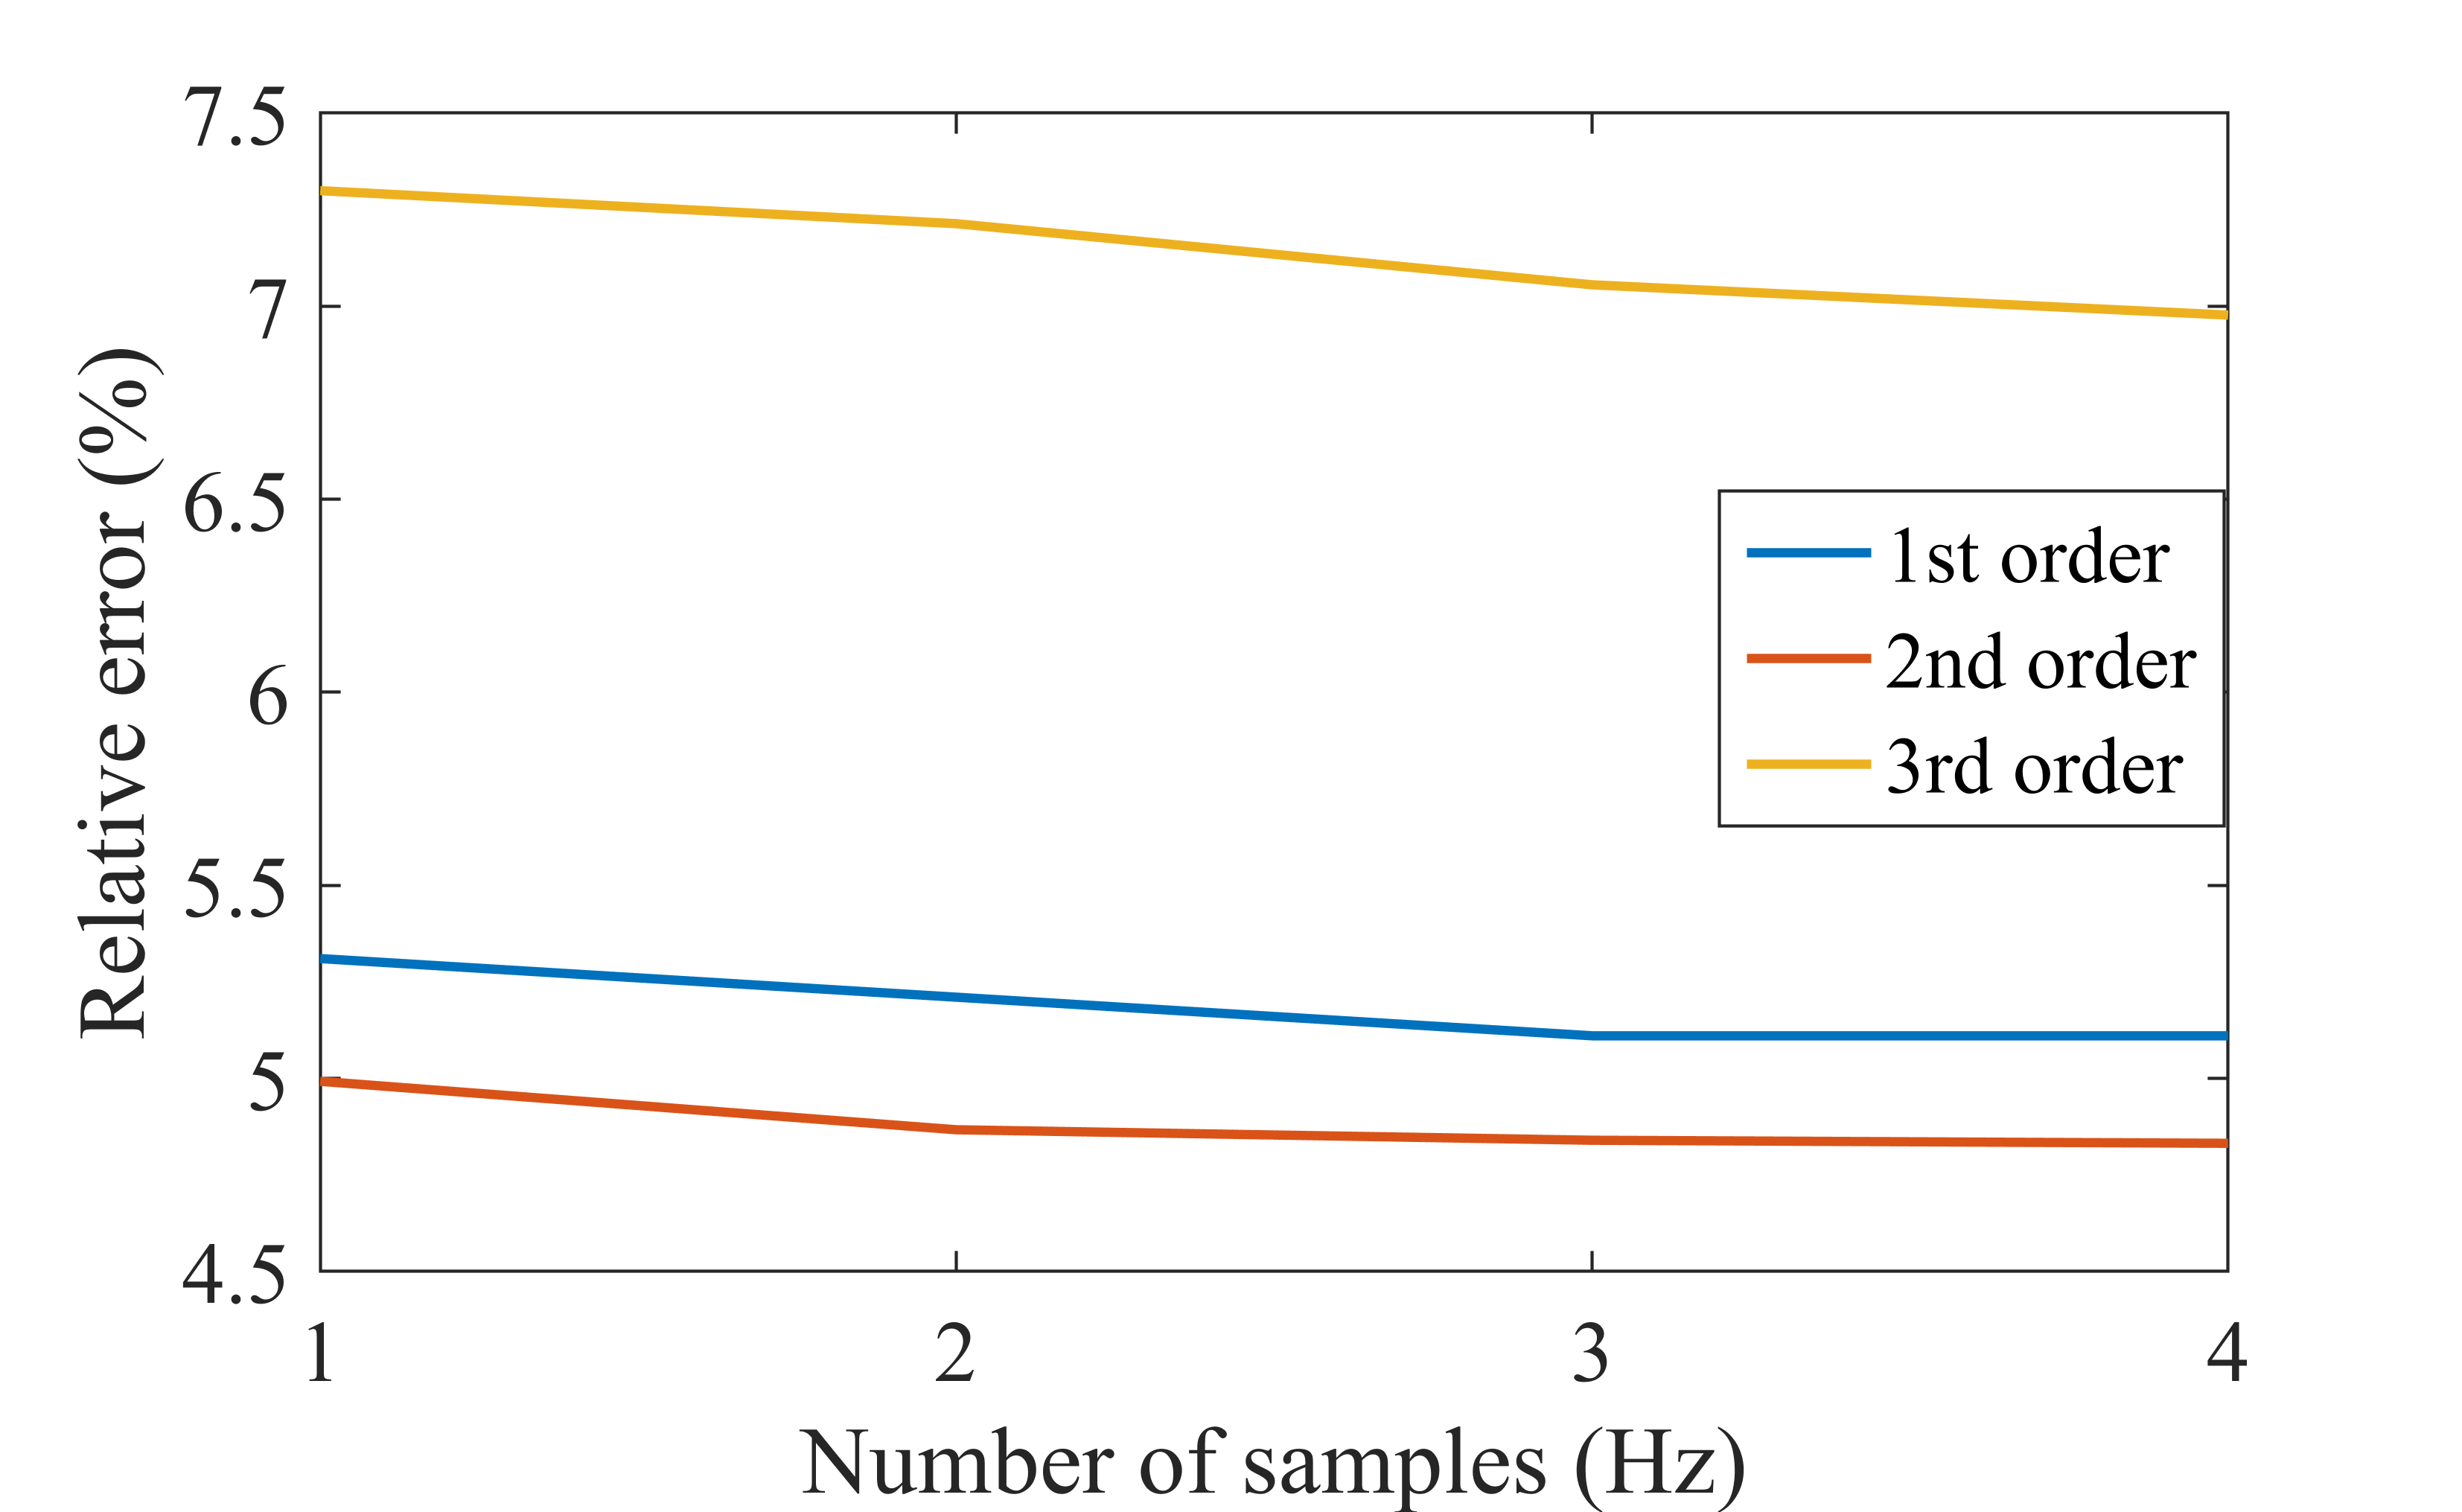 7.5
7
6.5
6
5.5
5
4.5
Relative error (%)
1st order
2nd order
3rd order
1 2 3 4
Number of samples (Hz)